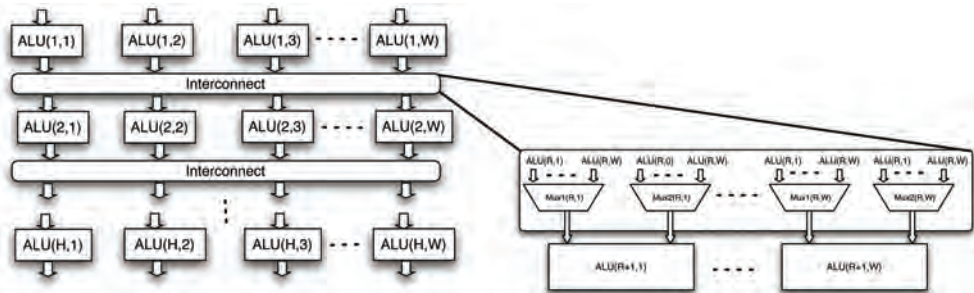 ALU(1,1) ALU(1,2) ALU(1,3) ALU(1,W)
Interconnect
ALU(2,1) ALU(2,2) ALU(2,3) ALU(2,W)
Interconnect
ALU(H,1) ALU(H,2) ALU(H,3) ALU(H,W)
ALU(R,1) ALU(R,W) ALU(R,0) ALU(R,W) ALU(R,1) ALU(R,W) ALU(R,1) ALU(R,W)
Mux1(R,1) Mux2(R,1) Mux1(R,W) Mux2(R,W)
ALU(R+1,1) ALU(R+1,W)